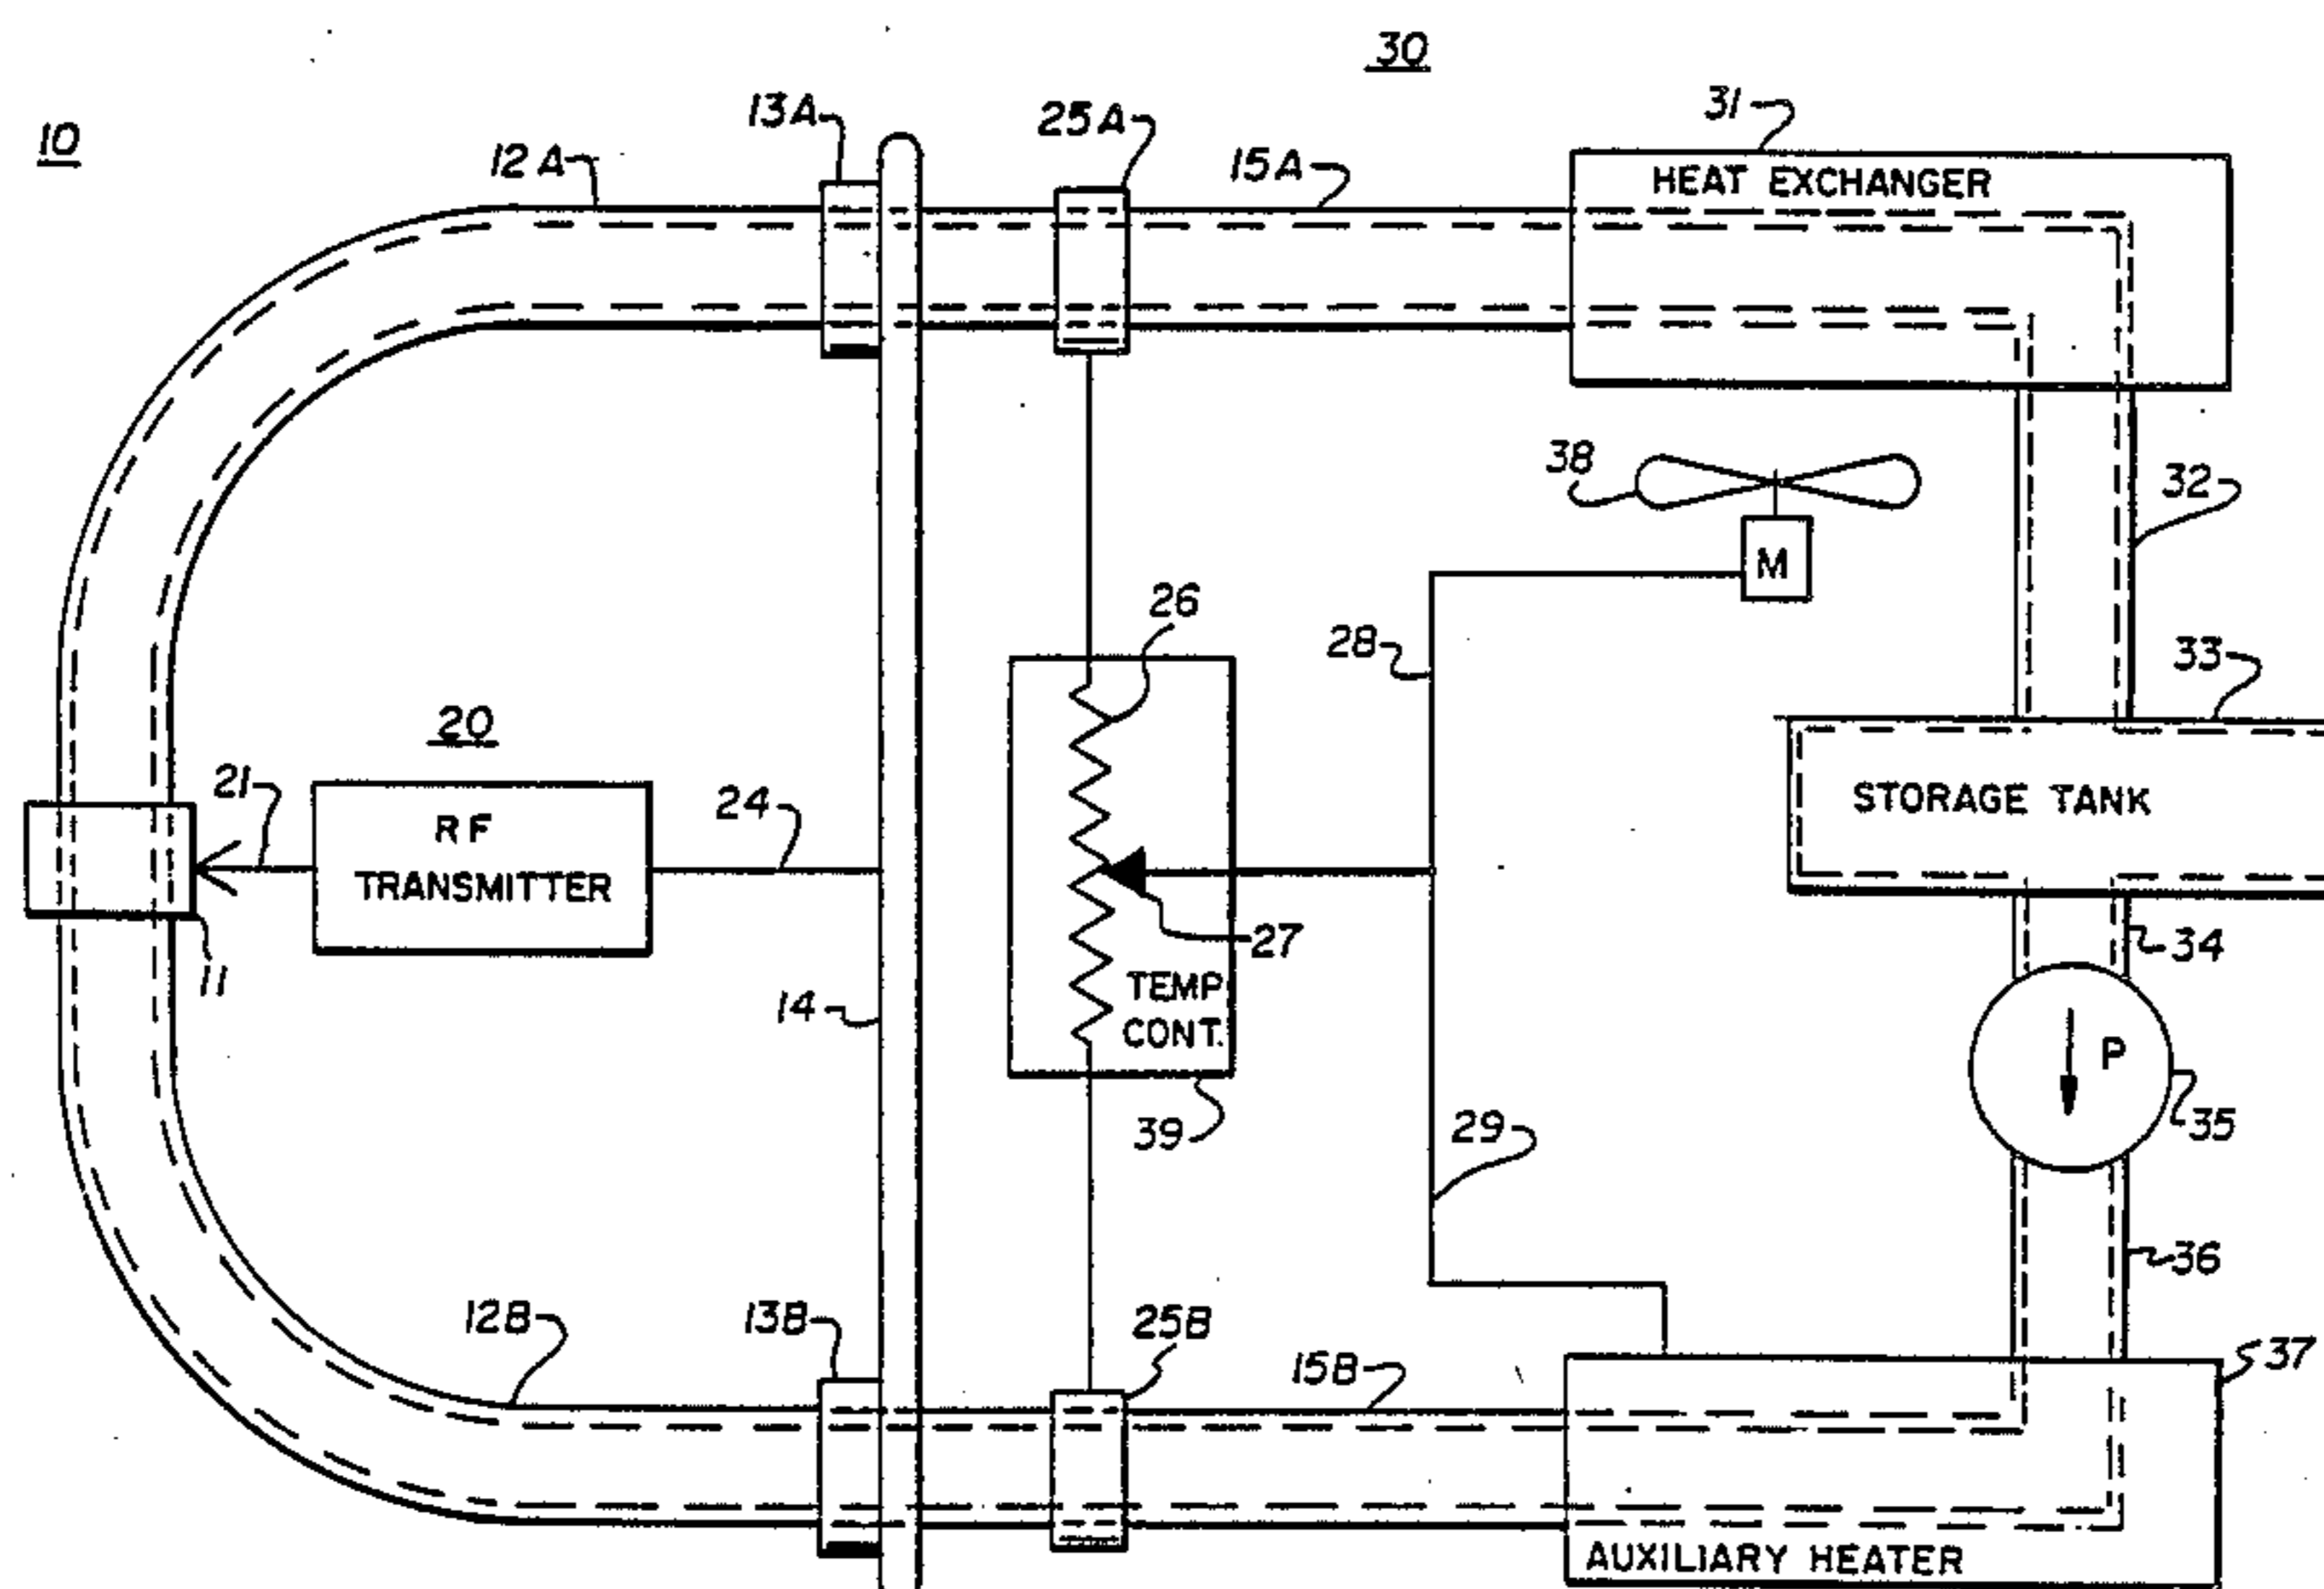 30
10
13A
25A
31
12A
15A
HEAT EXCHANGER
38
32
M
26
28
33
20
21
24
RF
TRANSMITTER
STORAGE TANK
27
34
11
14
TEMP
CONT.
P
39
29
35
36
12B
13B
25B
15B
37
AUXILIARY HEATER